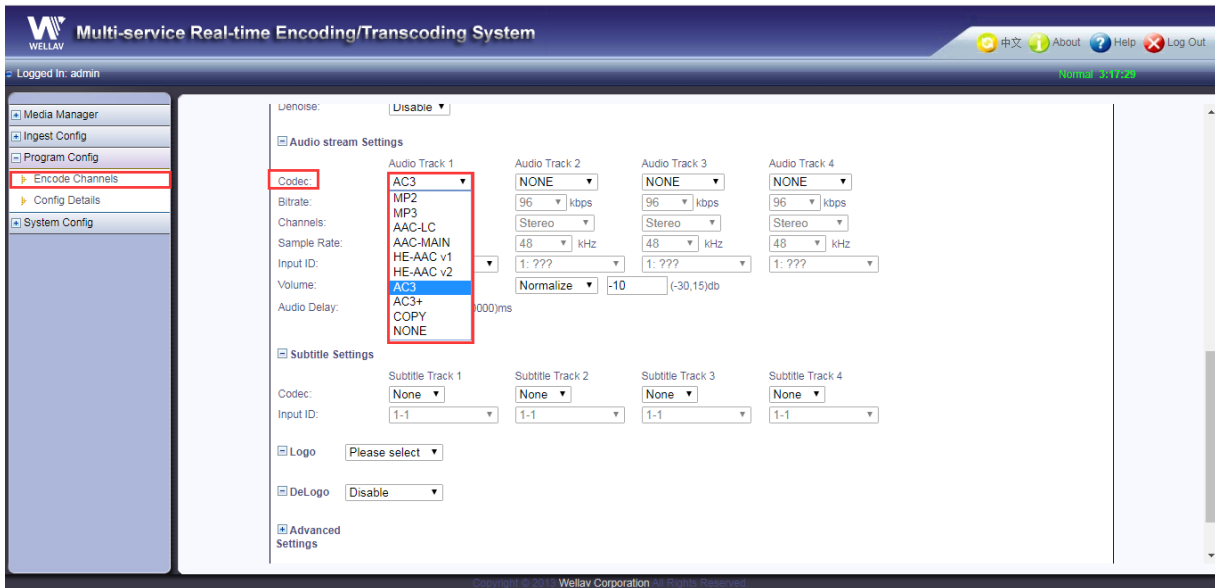 WELLAV
Multi-service Real-time Encoding/Transcoding System
中文 About Help Log Out
Logged In: admin
Normal 3:17:29
Media Manager
Ingest Config
Program Config
Encode Channels
Config Details
System Config
Denoise: Disable
Audio stream Settings
Audio Track 1 Audio Track 2 Audio Track 3 Audio Track 4
Codec: AC3 NONE NONE NONE
MP2
MP3
AAC-LC
AAC-MAIN
HE-AAC v1
HE-AAC v2
AC3
AC3+
COPY
NONE
Bitrate: 96 kbps 96 kbps 96 kbps
Channels: Stereo Stereo Stereo
Sample Rate: 48 kHz 48 kHz 48 kHz
Input ID: 1: ??? 1: ??? 1: ???
Volume: Normalize -10 (-30,15)db
Audio Delay: 000)ms
Subtitle Settings
Subtitle Track 1 Subtitle Track 2 Subtitle Track 3 Subtitle Track 4
Codec: None None None None
Input ID: 1-1 1-1 1-1 1-1
Logo Please select
DeLogo Disable
Advanced
Settings
Copyright © 2013 Wellav Corporation All Rights Reserved.